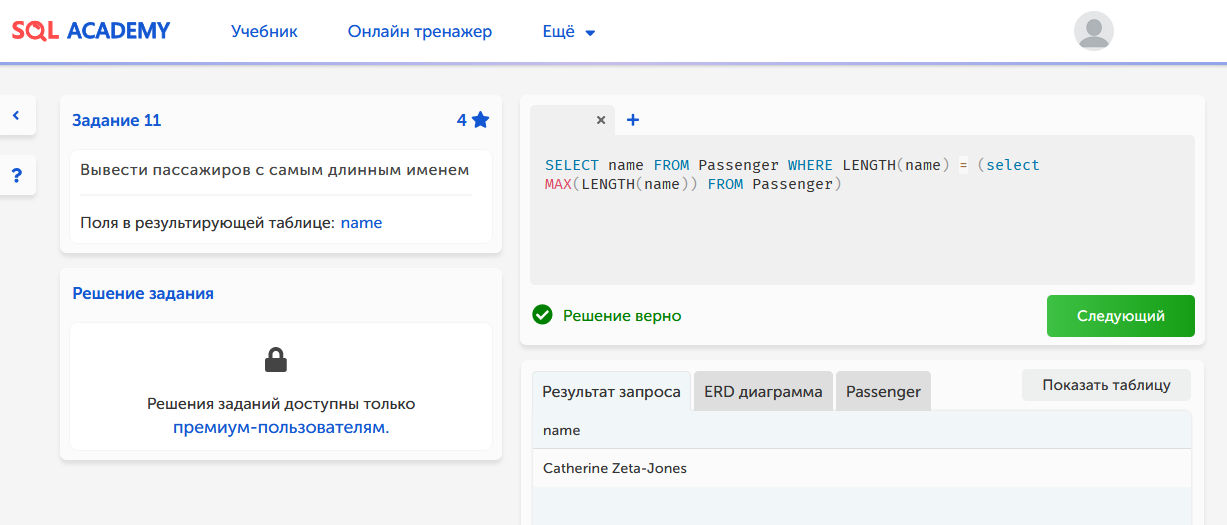 SQL ACADEMY
Учебник
Онлайн тренажер
Ещё
Задание 11
4
Вывести пассажиров с самым длинным именем
Поля в результирующей таблице: name
Решение задания
Решения заданий доступны только
премиум-пользователям.
SELECT name FROM Passenger WHERE LENGTH(name) = (select
MAX(LENGTH(name)) FROM Passenger)
Решение верно
Следующий
Результат запроса
ERD диаграмма
Passenger
Показать таблицу
name
Catherine Zeta-Jones